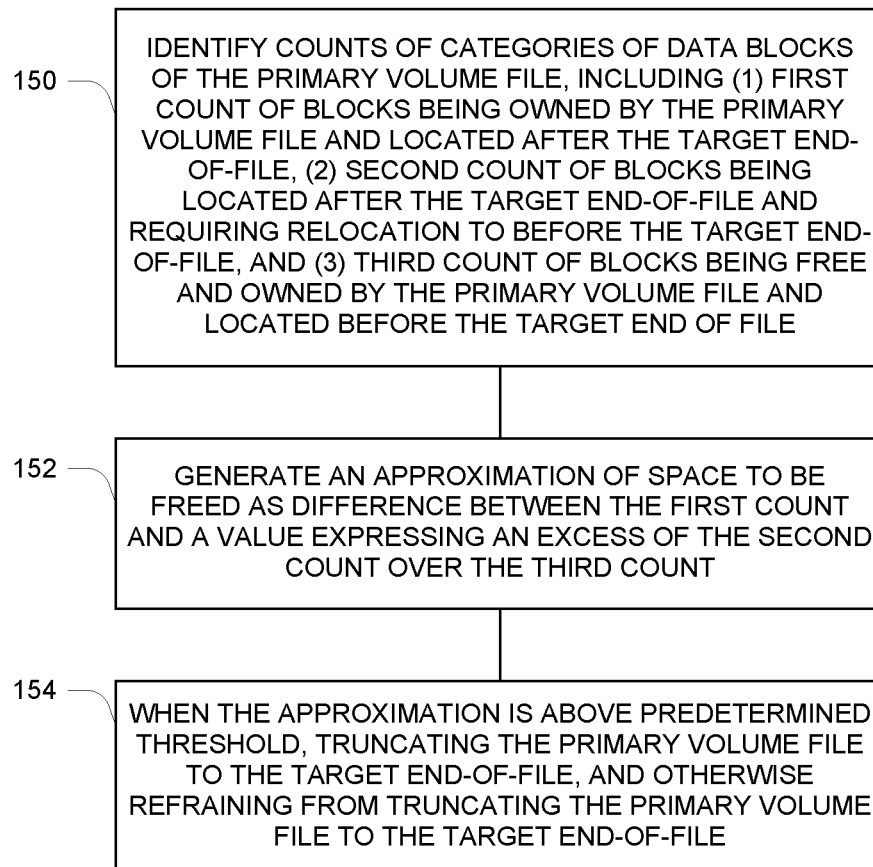 150
IDENTIFY COUNTS OF CATEGORIES OF DATA BLOCKS
OF THE PRIMARY VOLUME FILE, INCLUDING (1) FIRST
COUNT OF BLOCKS BEING OWNED BY THE PRIMARY
VOLUME FILE AND LOCATED AFTER THE TARGET END-
OF-FILE, (2) SECOND COUNT OF BLOCKS BEING
LOCATED AFTER THE TARGET END-OF-FILE AND
REQUIRING RELOCATION TO BEFORE THE TARGET END-
OF-FILE, AND (3) THIRD COUNT OF BLOCKS BEING FREE
AND OWNED BY THE PRIMARY VOLUME FILE AND
LOCATED BEFORE THE TARGET END OF FILE
152
GENERATE AN APPROXIMATION OF SPACE TO BE
FREED AS DIFFERENCE BETWEEN THE FIRST COUNT
AND A VALUE EXPRESSING AN EXCESS OF THE SECOND
COUNT OVER THE THIRD COUNT
154
WHEN THE APPROXIMATION IS ABOVE PREDETERMINED
THRESHOLD, TRUNCATING THE PRIMARY VOLUME FILE
TO THE TARGET END-OF-FILE, AND OTHERWISE
REFRAINING FROM TRUNCATING THE PRIMARY VOLUME
FILE TO THE TARGET END-OF-FILE